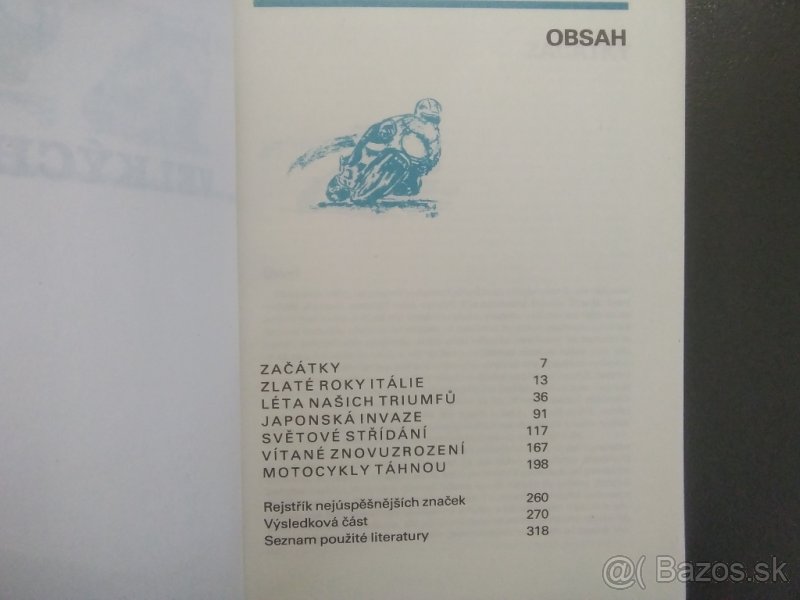 OBSAH
ZAČÁTKY 7
ZLATÉ ROKY ITÁLIE 13
LÉTA NAŠICH TRIUMFŮ 36
JAPONSKÁ INVAZE 91
SVĚTOVÉ STŘÍDÁNÍ 117
VÍTANÉ ZNOVUZROZENÍ 167
MOTOCYKLY TÁHNOU 198
Rejstřík nejúspěšnějších značek 260
Výsledková část 270
Seznam použité literatury 318
@( Bazos.sk